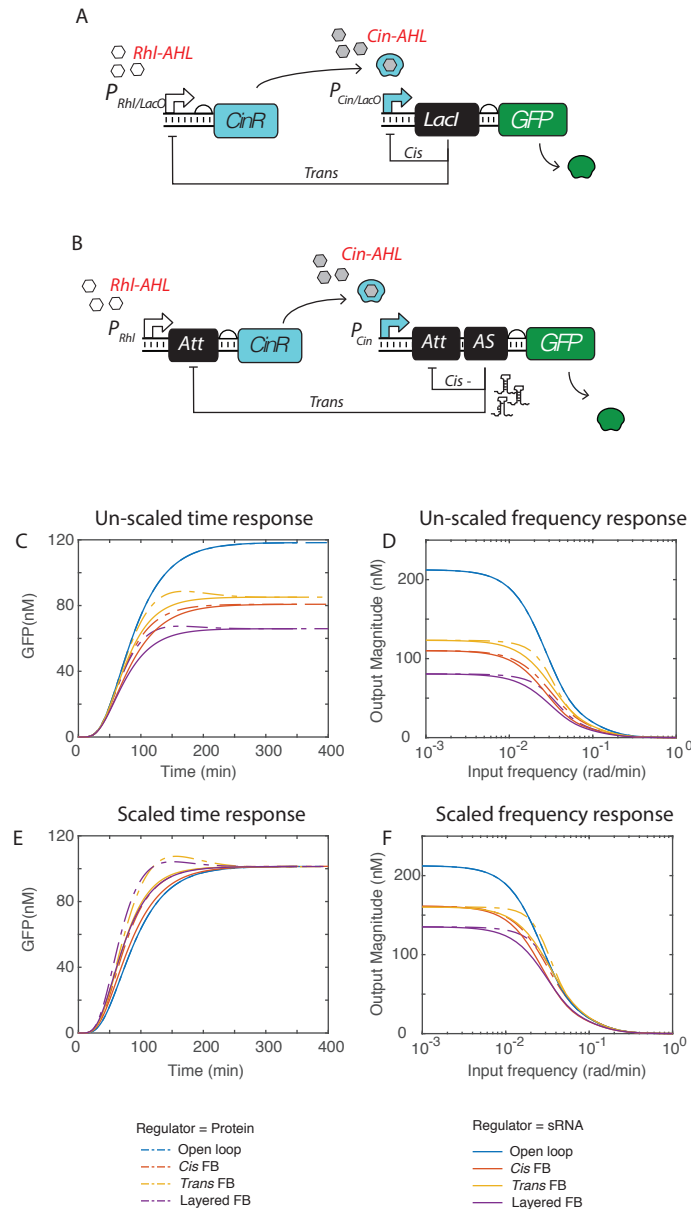 A
Rhl-AHL
Cin-AHL
P Rhl/LacO
CinR
P Cin/LacO
LacI
GFP
Cis
Trans
B
Rhl-AHL
Cin-AHL
P Rhl
Att
CinR
P Cin
Att
AS
GFP
Cis -
Trans
Un-scaled time response
C
120
80
40
0
GFP(nM)
0 100 200 300 400
Time (min)
Un-scaled frequency response
D
200
100
0
Output Magnitude (nM)
10-3 10-2 10-1 100
Input frequency (rad/min)
Scaled time response
E
120
80
40
0
GFP(nM)
0 100 200 300 400
Time (min)
Scaled frequency response
F
200
100
0
Output Magnitude (nM)
10-3 10-2 10-1 100
Input frequency (rad/min)
Regulator = Protein
Open loop
Cis FB
Trans FB
Layered FB
Regulator = sRNA
Open loop
Cis FB
Trans FB
Layered FB